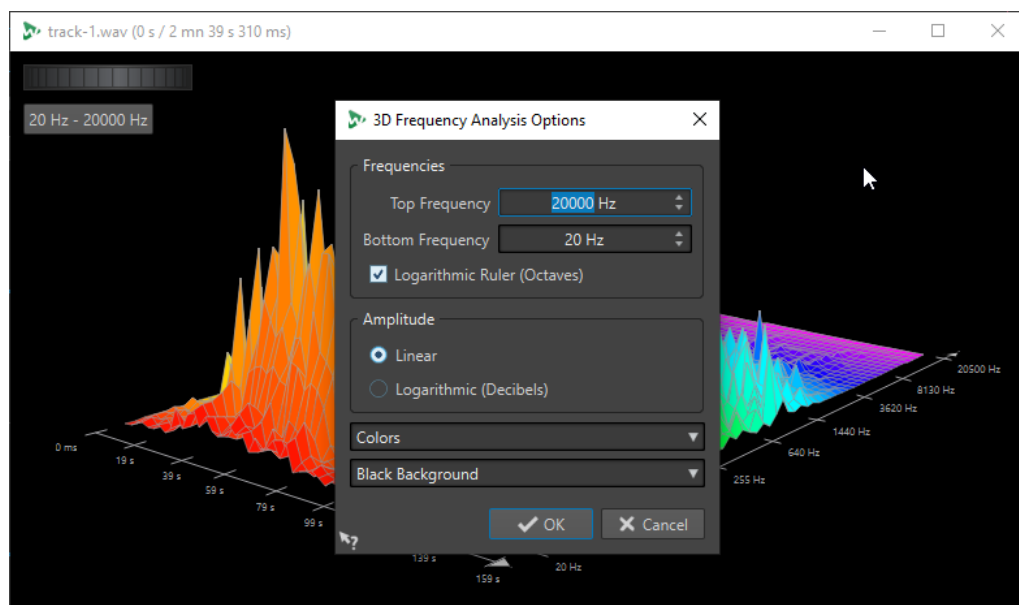 track-1.wav (0 s / 2 mn 39 s 310 ms)
20 Hz - 20000 Hz
3D Frequency Analysis Options
Frequencies
Top Frequency 20000 Hz
Bottom Frequency 20 Hz
Logarithmic Ruler (Octaves)
Amplitude
Linear
Logarithmic (Decibels)
Colors
Black Background
OK Cancel
0 ms
19 s
39 s
59 s
79 s
99 s
139 s
159 s
20 Hz
255 Hz
640 Hz
1440 Hz
3620 Hz
8130 Hz
20500 Hz